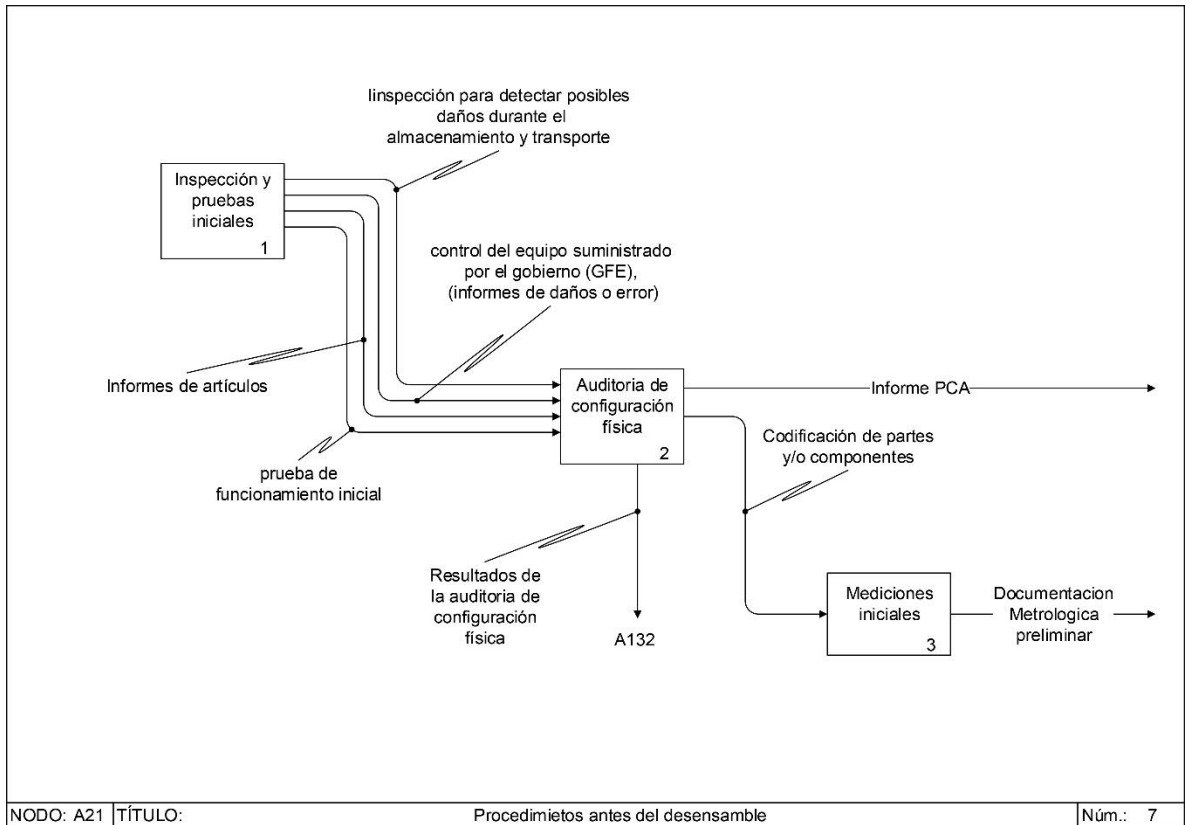 Iinspección para detectar posibles
daños durante el
almacenamiento y transporte
Inspección y
pruebas
iniciales
1
control del equipo suministrado
por el gobierno (GFE),
(informes de daños o error)
Informes de artículos
prueba de
funcionamiento inicial
Auditoria de
configuración
física
2
Informe PCA
Codificación de partes
y/o componentes
Resultados de
la auditoria de
configuración
física
A132
Mediciones
iniciales
3
Documentacion
Metrologica
preliminar
NODO: A21 TÍTULO: Procedimietos antes del desensamble Núm.: 7